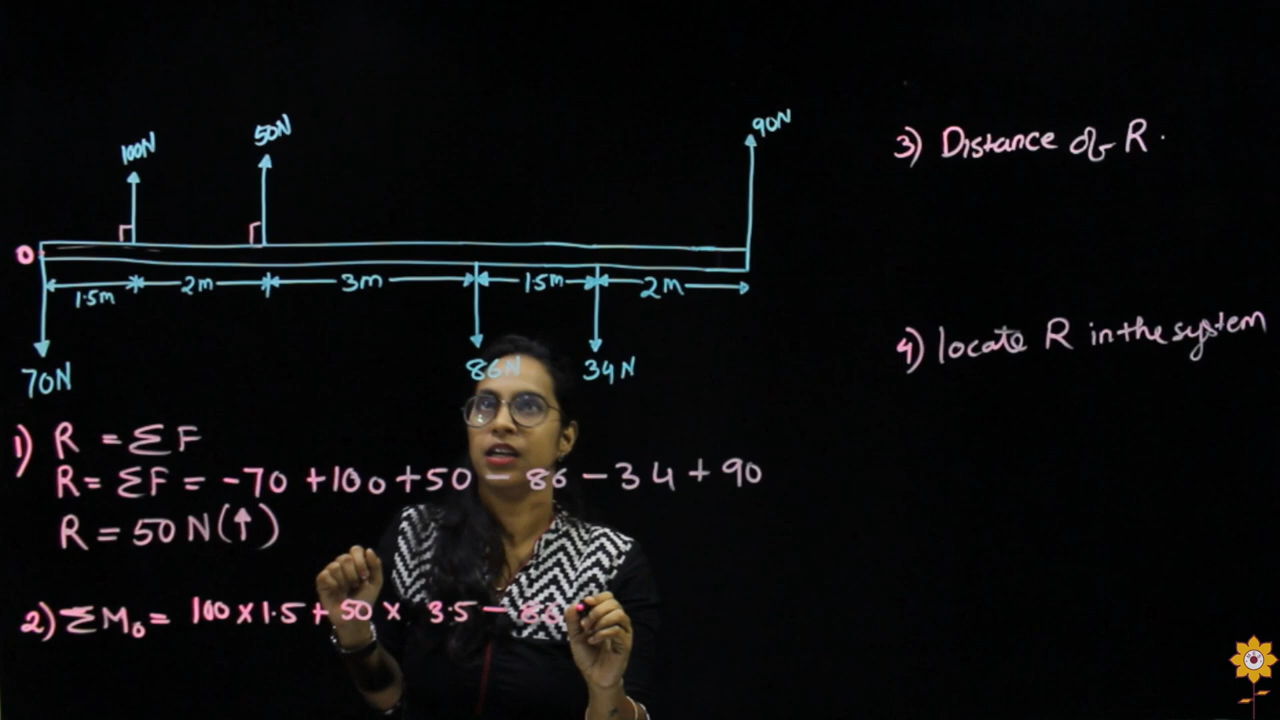 100N
50N
90N
3) Distance of R.
0
1.5m 2m 3m 1.5m 2m
4) locate R in the system
70N
86N
34N
1) R = ΣF
R = ΣF = -70 +100+50 - 86 - 34 + 90
R = 50 N (↑)
2) ΣM₀ = 100 x 1.5 + 50 x 3.5 - 86